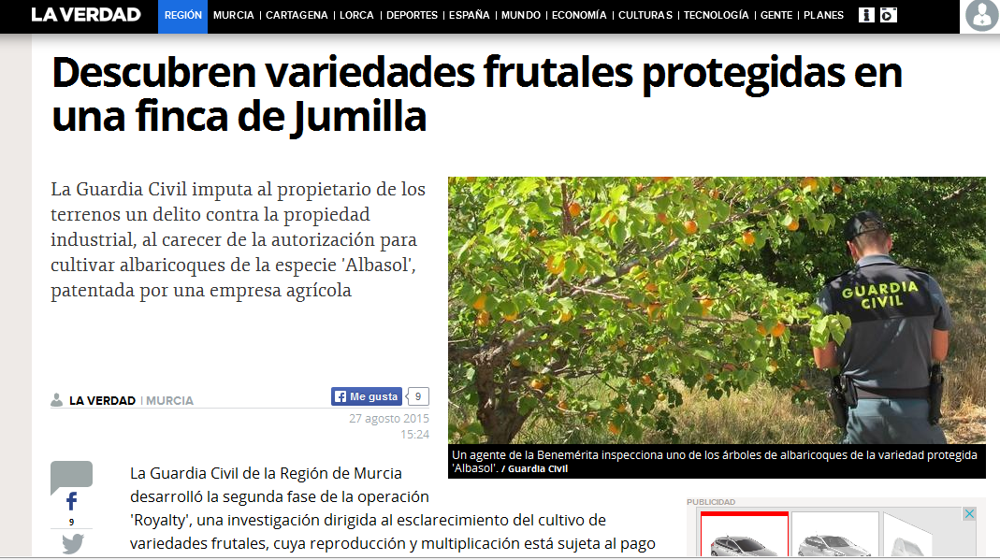 LA VERDAD
REGIÓN MURCIA | CARTAGENA | LORCA | DEPORTES | ESPAÑA | MUNDO | ECONOMÍA | CULTURAS | TECNOLOGÍA | GENTE | PLANES
Descubren variedades frutales protegidas en
una finca de Jumilla
La Guardia Civil imputa al propietario de los
terrenos un delito contra la propiedad
industrial, al carecer de la autorización para
cultivar albaricoques de la especie 'Albasol',
patentada por una empresa agrícola
GUARDIA
CIVIL
Un agente de la Benemérita inspecciona uno de los árboles de albaricoques de la variedad protegida
'Albasol'. / Guardia Civil
LA VERDAD | MURCIA
Me gusta 9
27 agosto 2015
15:24
9
La Guardia Civil de la Región de Murcia
desarrolló la segunda fase de la operación
'Royalty', una investigación dirigida al esclarecimiento del cultivo de
variedades frutales, cuya reproducción y multiplicación está sujeta al pago
PUBLICIDAD